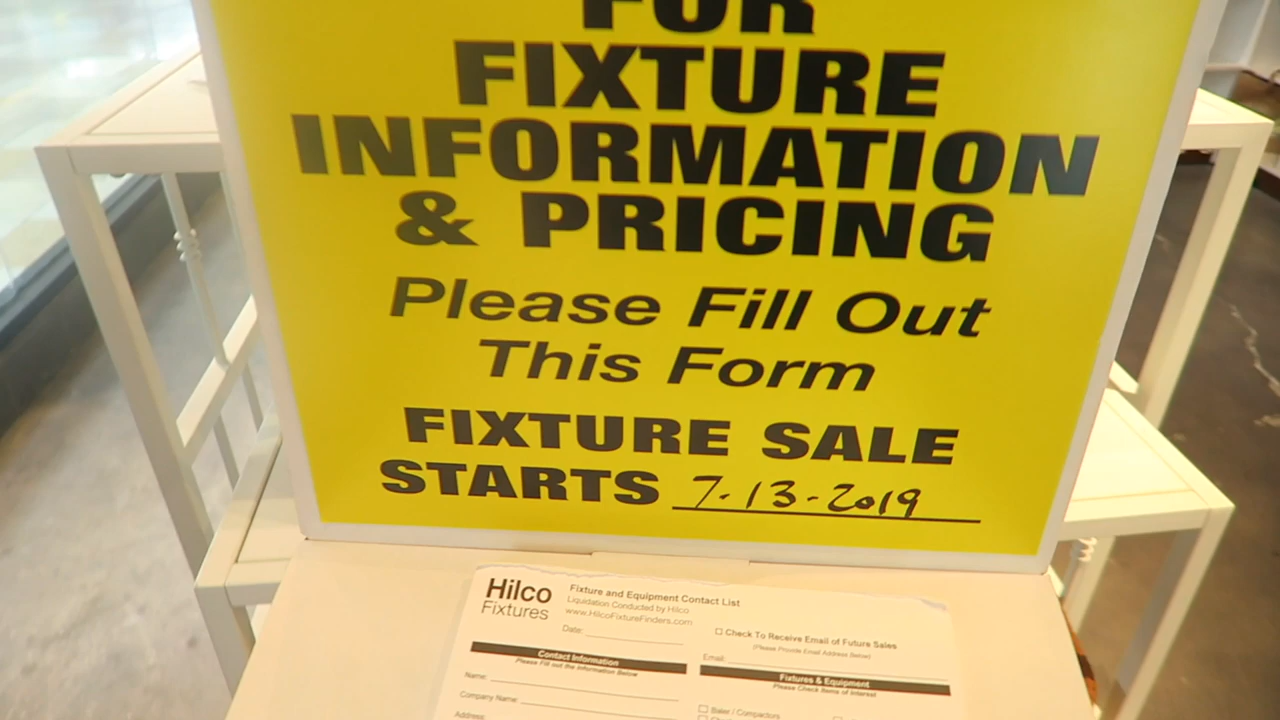 FOR
FIXTURE
INFORMATION
& PRICING
Please Fill Out
This Form
FIXTURE SALE
STARTS 7-13-2019
Hilco
Fixtures
Fixture and Equipment Contact List
Liquidation Conducted by Hilco
www.HilcoFixtureFinders.com
Date:
Check To Receive Email of Future Sales
(Please Provide Email Address Below)
Contact Information
Please Fill out the Information Below
Email:
Fixtures & Equipment
Please Check Items of Interest
Name:
Company Name:
Address:
Baler / Compactors